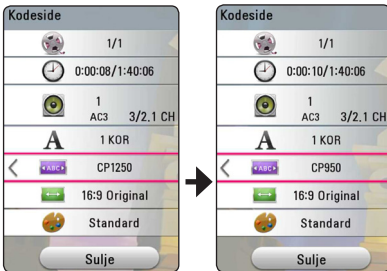 Kodeside
1/1
0:00:08/1:40:06
1
AC3 3/2.1 CH
A 1 KOR
ABC CP1250
16:9 Original
Standard
Sulje
Kodeside
1/1
0:00:10/1:40:06
1
AC3 3/2.1 CH
A 1 KOR
ABC CP950
16:9 Original
Standard
Sulje